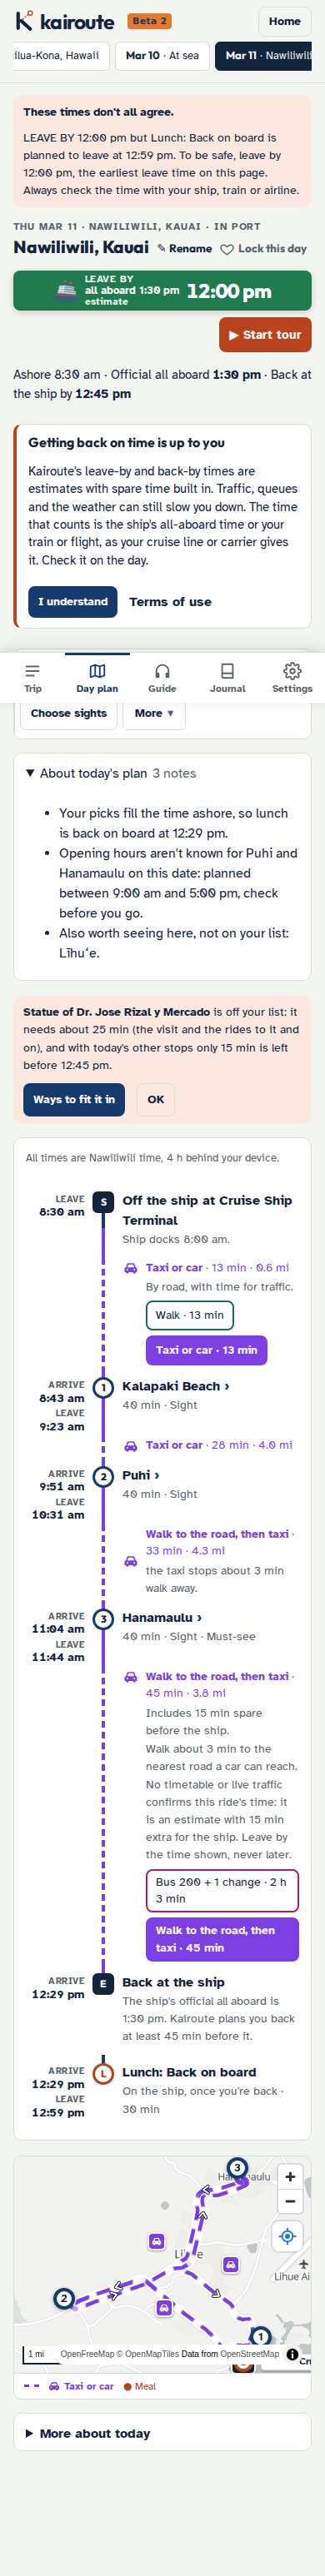 kairoute Beta 2 Home
ilua-Kona, Hawaii Mar 10 · At sea Mar 11 · Nawiliwili
These times don't all agree.
LEAVE BY 12:00 pm but Lunch: Back on board is
planned to leave at 12:59 pm. To be safe, leave by
12:00 pm, the earliest leave time on this page.
Always check the time with your ship, train or airline.
THU MAR 11 · NAWILIWILI, KAUAI · IN PORT
Nawiliwili, Kauai ✎ Rename ♡ Lock this day
LEAVE BY
all aboard 1:30 pm
estimate
12:00 pm
▶ Start tour
Ashore 8:30 am · Official all aboard 1:30 pm · Back at
the ship by 12:45 pm
Getting back on time is up to you
Kairoute's leave-by and back-by times are
estimates with spare time built in. Traffic, queues
and the weather can still slow you down. The time
that counts is the ship's all-aboard time or your
train or flight, as your cruise line or carrier gives
it. Check it on the day.
I understand Terms of use
Trip Day plan Guide Journal Settings
Choose sights More ▼
▼ About today's plan 3 notes
• Your picks fill the time ashore, so lunch
is back on board at 12:29 pm.
• Opening hours aren't known for Puhi and
Hanamaulu on this date: planned
between 9:00 am and 5:00 pm, check
before you go.
• Also worth seeing here, not on your list:
Līhuʻe.
Statue of Dr. Jose Rizal y Mercado is off your list: it
needs about 25 min (the visit and the rides to it and
on), and with today's other stops only 15 min is left
before 12:45 pm.
Ways to fit it in OK
All times are Nawiliwili time, 4 h behind your device.
LEAVE
8:30 am
S
Off the ship at Cruise Ship
Terminal
Ship docks 8:00 am.
Taxi or car · 13 min · 0.6 mi
By road, with time for traffic.
Walk · 13 min
Taxi or car · 13 min
ARRIVE
8:43 am
LEAVE
9:23 am
1
Kalapaki Beach ›
40 min · Sight
Taxi or car · 28 min · 4.0 mi
ARRIVE
9:51 am
LEAVE
10:31 am
2
Puhi ›
40 min · Sight
Walk to the road, then taxi ·
33 min · 4.3 mi
the taxi stops about 3 min
walk away.
ARRIVE
11:04 am
LEAVE
11:44 am
3
Hanamaulu ›
40 min · Sight · Must-see
Walk to the road, then taxi ·
45 min · 3.8 mi
Includes 15 min spare
before the ship.
Walk about 3 min to the
nearest road a car can reach.
No timetable or live traffic
confirms this ride's time: it
is an estimate with 15 min
extra for the ship. Leave by
the time shown, never later.
Bus 200 + 1 change · 2 h
3 min
Walk to the road, then
taxi · 45 min
ARRIVE
12:29 pm
E
Back at the ship
The ship's official all aboard is
1:30 pm. Kairoute plans you back
at least 45 min before it.
ARRIVE
12:29 pm
LEAVE
12:59 pm
L
Lunch: Back on board
On the ship, once you're back ·
30 min
3
2
1
Lihue Ai
Cru
+
−
1 mi
OpenFreeMap © OpenMapTiles Data from OpenStreetMap
Taxi or car Meal
▶ More about today